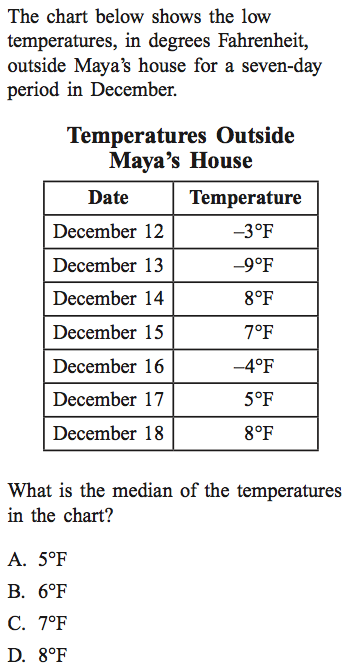 The chart below shows the low
temperatures, in degrees Fahrenheit,
outside Maya's house for a seven-day
period in December.
Temperatures Outside
Maya's House
Date Temperature
December 12 –3°F
December 13 –9°F
December 14 8°F
December 15 7°F
December 16 –4°F
December 17 5°F
December 18 8°F
What is the median of the temperatures
in the chart?
A. 5°F
B. 6°F
C. 7°F
D. 8°F